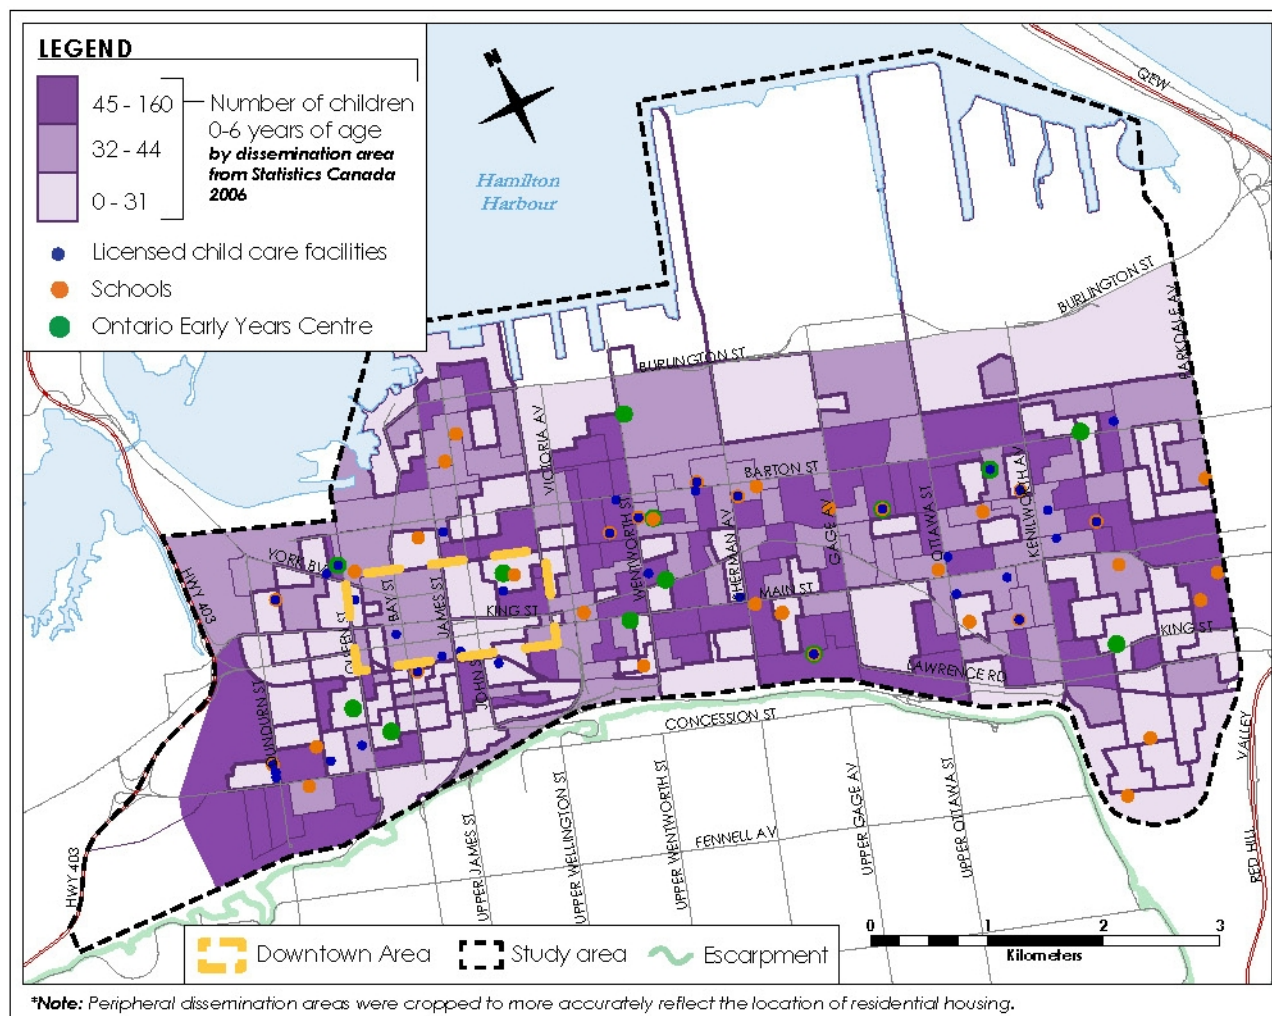 LEGEND
45 - 160
32 - 44
0 - 31
Number of children
0-6 years of age
by dissemination area
from Statistics Canada
2006
Licensed child care facilities
Schools
Ontario Early Years Centre
N
Hamilton
Harbour
QEW
BURLINGTON ST
PARKDALE AV
BURLINGTON ST
VICTORIA AV
BARTON ST
WENTWORTH ST
SHERMAN AV
GAGE AV
OTTAWA ST
KENILWORTH AV
YORK BV
HWY 403
QUEEN ST
BAY ST
JAMES ST
KING ST
MAIN ST
KING ST
JOHN ST
DUNDURN ST
LAWRENCE RD
CONCESSION ST
FENNELL AV
UPPER JAMES ST
UPPER WELLINGTON ST
UPPER WENTWORTH ST
UPPER GAGE AV
UPPER OTTAWA ST
HWY 403
RED HILL
VALLEY
0 1 2 3
Kilometers
Downtown Area
Study area
Escarpment
*Note: Peripheral dissemination areas were cropped to more accurately reflect the location of residential housing.